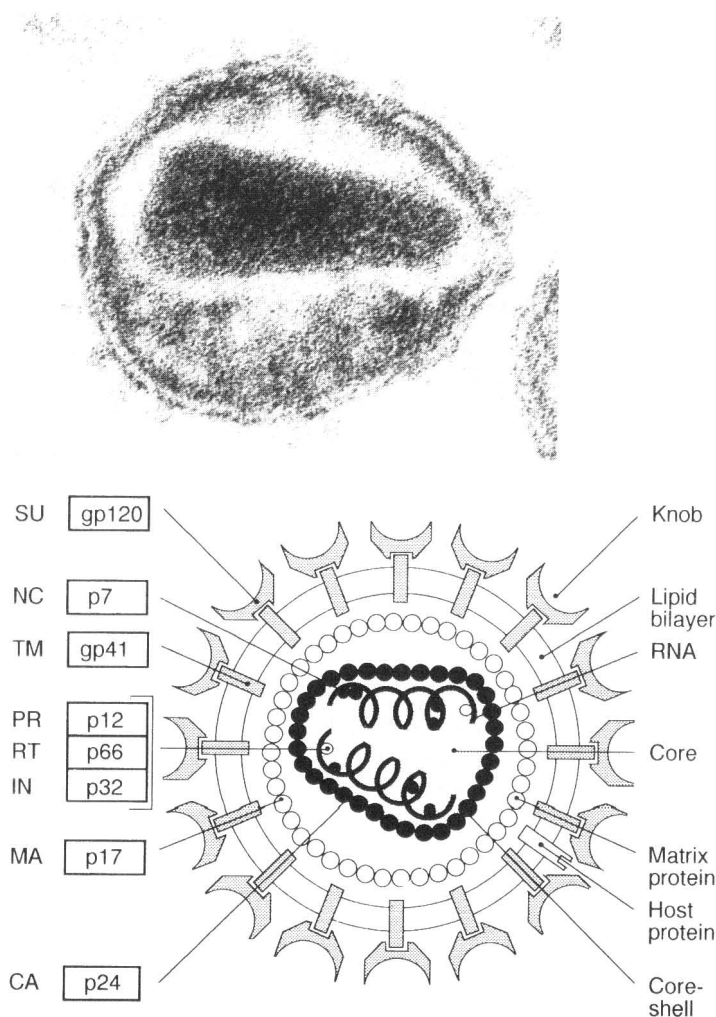 SU gp120
Knob
NC p7
Lipid
bilayer
TM gp41
RNA
PR p12
RT p66
Core
IN p32
MA p17
Matrix
protein
Host
protein
CA p24
Core-
shell